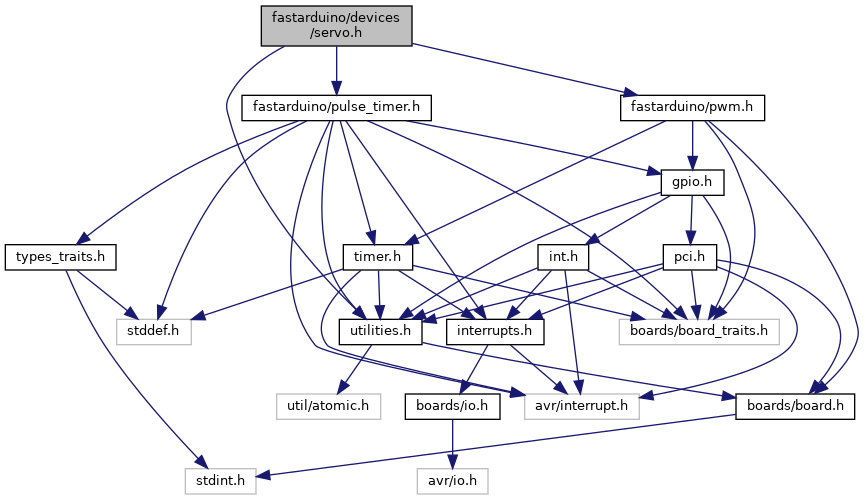 fastarduino/devices
/servo.h
fastarduino/pulse_timer.h
fastarduino/pwm.h
gpio.h
types_traits.h
timer.h
int.h
pci.h
stddef.h
utilities.h
interrupts.h
boards/board_traits.h
util/atomic.h
boards/io.h
avr/interrupt.h
boards/board.h
stdint.h
avr/io.h